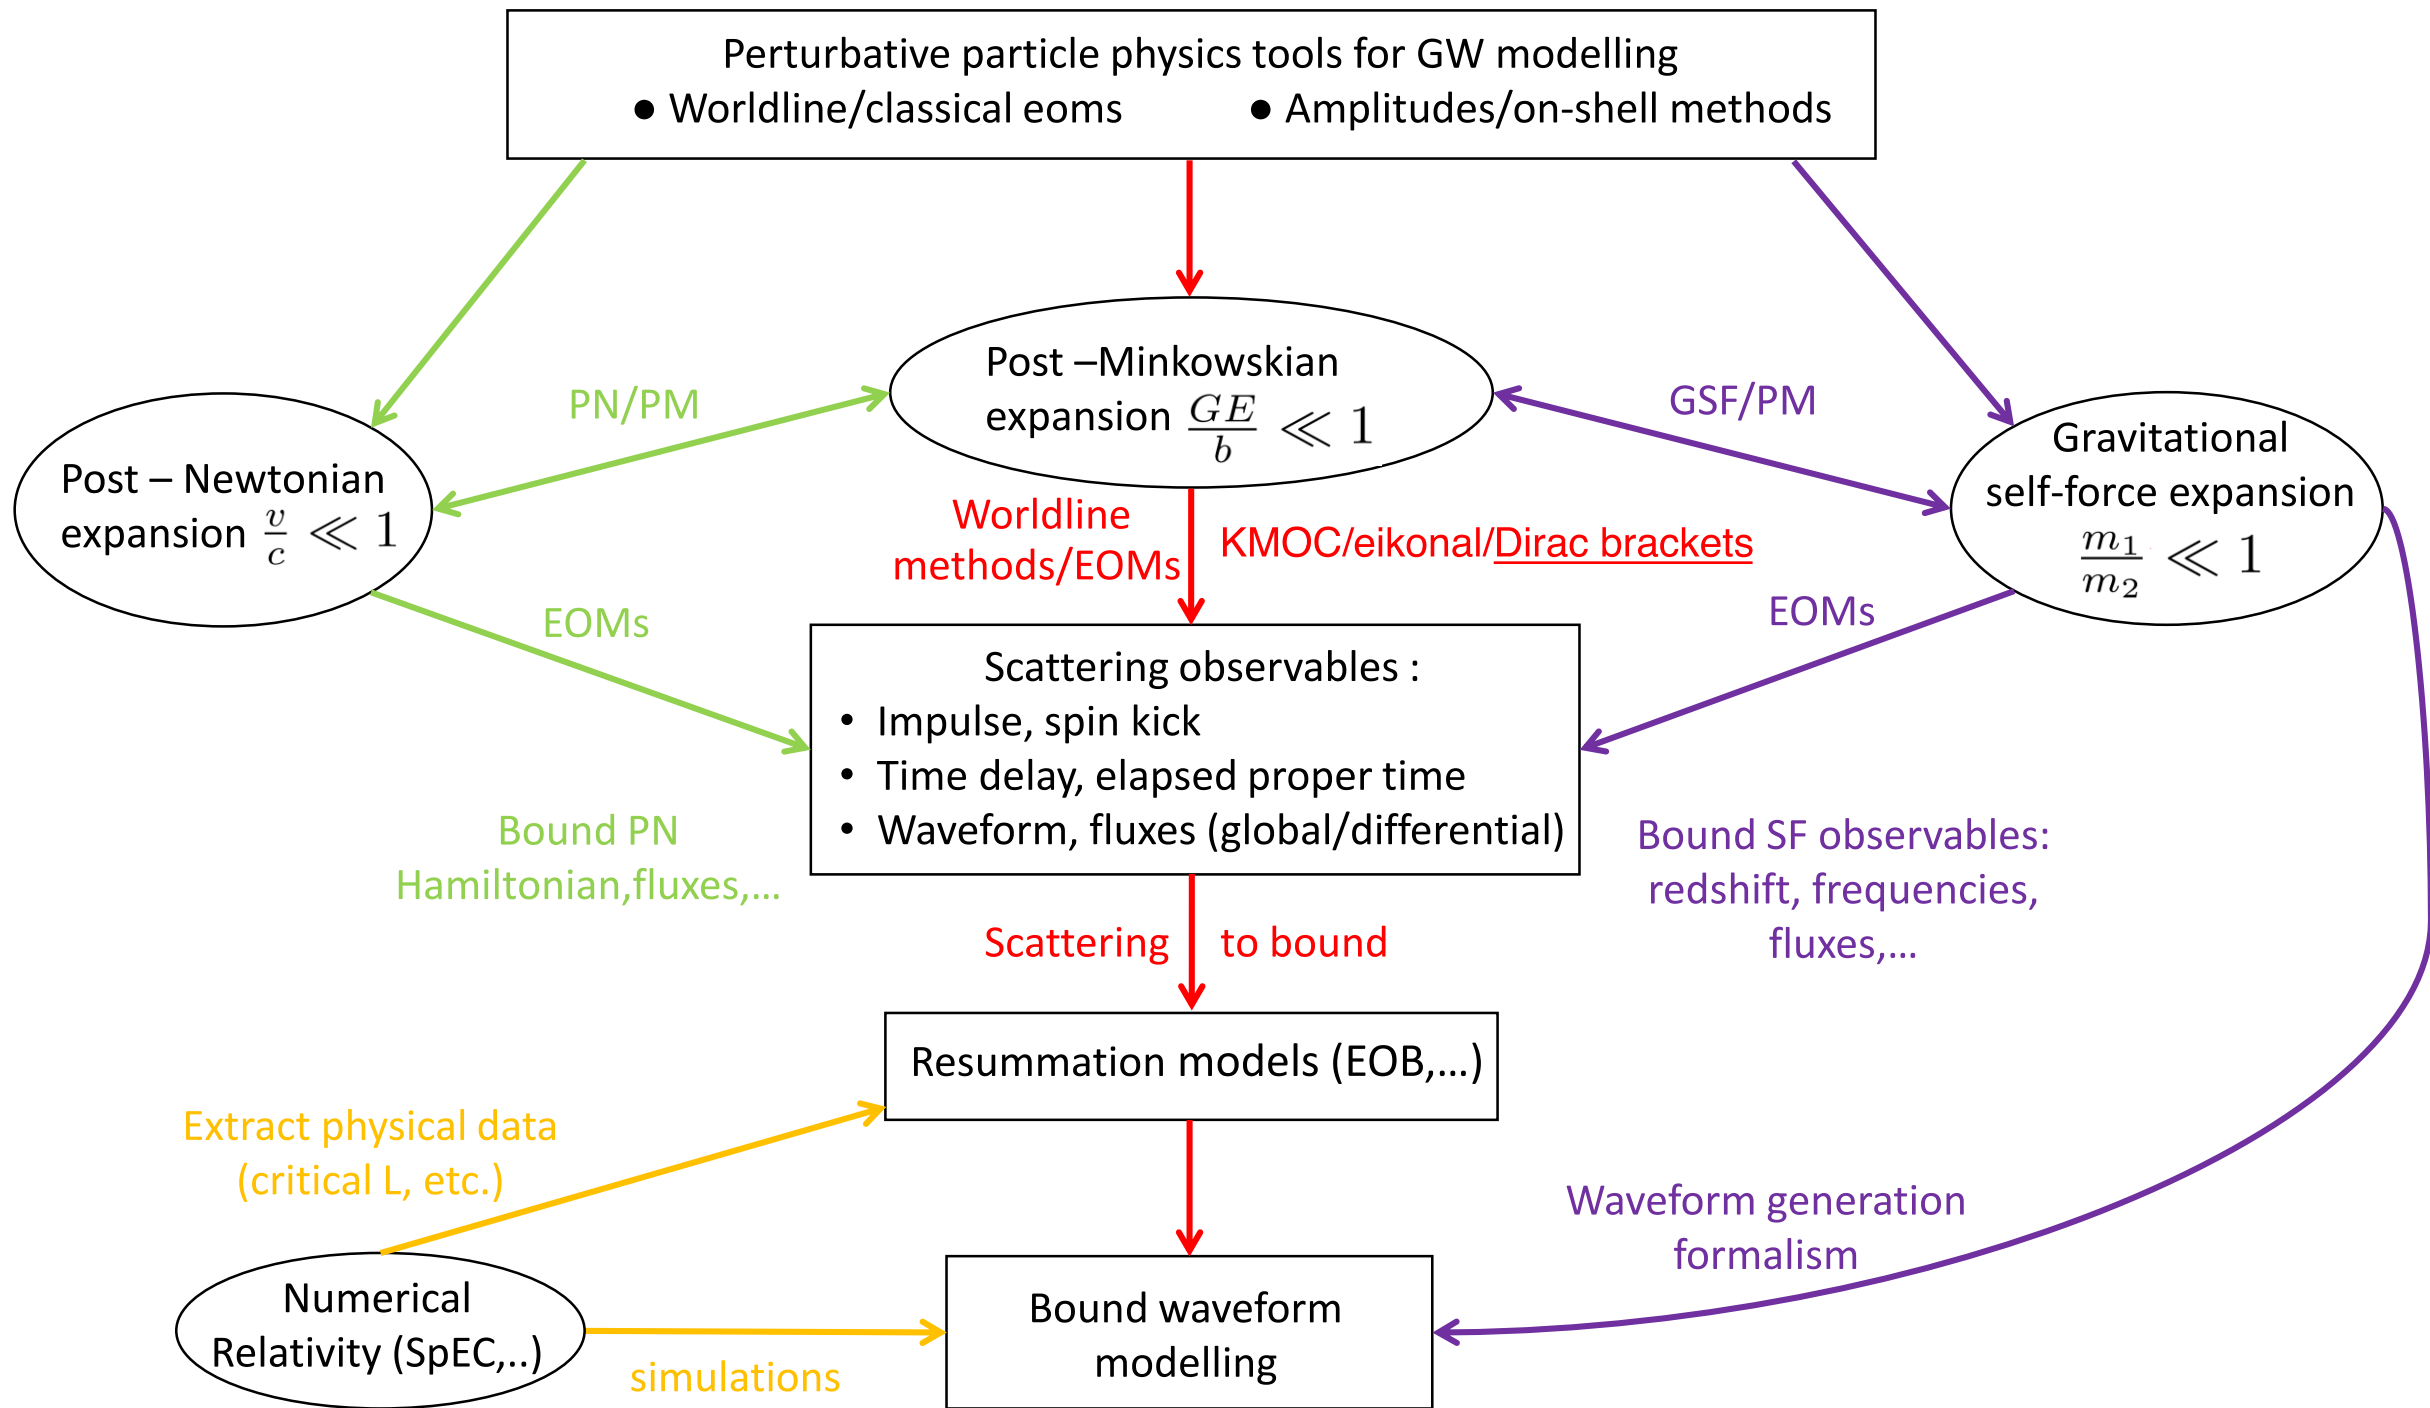 Perturbative particle physics tools for GW modelling
● Worldline/classical eoms ● Amplitudes/on-shell methods
PN/PM
Post –Minkowskian
expansion GE/b ≪ 1
GSF/PM
Post – Newtonian
expansion v/c ≪ 1
Gravitational
self-force expansion
m₁/m₂ ≪ 1
Worldline
methods/EOMs
KMOC/eikonal/Dirac brackets
EOMs
EOMs
Scattering observables :
• Impulse, spin kick
• Time delay, elapsed proper time
• Waveform, fluxes (global/differential)
Bound PN
Hamiltonian,fluxes,...
Bound SF observables:
redshift, frequencies,
fluxes,...
Scattering to bound
Resummation models (EOB,...)
Extract physical data
(critical L, etc.)
Waveform generation
formalism
Numerical
Relativity (SpEC,..)
simulations
Bound waveform
modelling